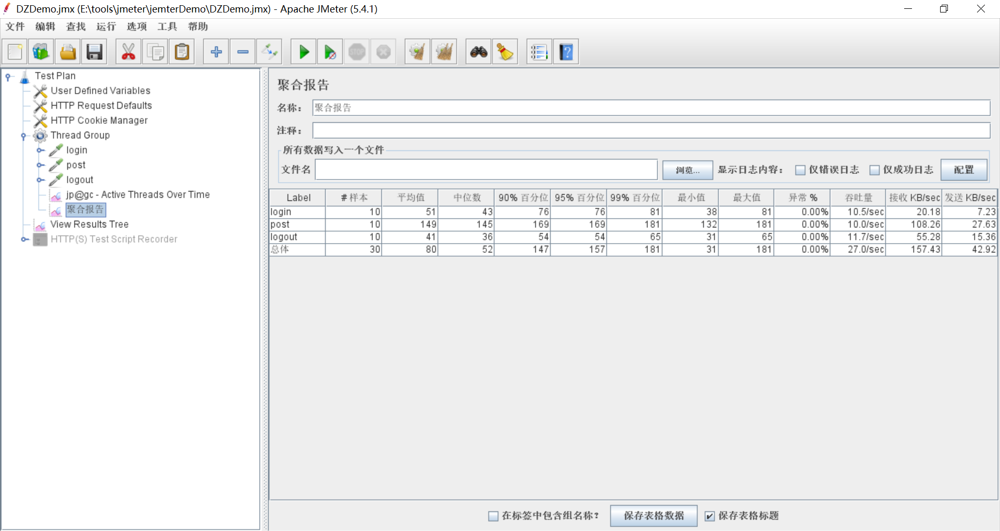 DZDemo.jmx (E:\tools\jmeter\jemterDemo\DZDemo.jmx) - Apache JMeter (5.4.1)
文件 编辑 查找 运行 选项 工具 帮助
STOP
Test Plan
User Defined Variables
HTTP Request Defaults
HTTP Cookie Manager
Thread Group
login
post
logout
jp@gc - Active Threads Over Time
聚合报告
View Results Tree
HTTP(S) Test Script Recorder
聚合报告
名称： 聚合报告
注释：
所有数据写入一个文件
文件名 浏览... 显示日志内容： 仅错误日志 仅成功日志 配置
Label # 样本 平均值 中位数 90% 百分位 95% 百分位 99% 百分位 最小值 最大值 异常 % 吞吐量 接收 KB/sec 发送 KB/sec
login 10 51 43 76 76 81 38 81 0.00% 10.5/sec 20.18 7.23
post 10 149 145 169 169 181 132 181 0.00% 10.0/sec 108.26 27.63
logout 10 41 36 54 54 65 31 65 0.00% 11.7/sec 55.28 15.36
总体 30 80 52 147 157 181 31 181 0.00% 27.0/sec 157.43 42.92
在标签中包含组名称？ 保存表格数据 保存表格标题